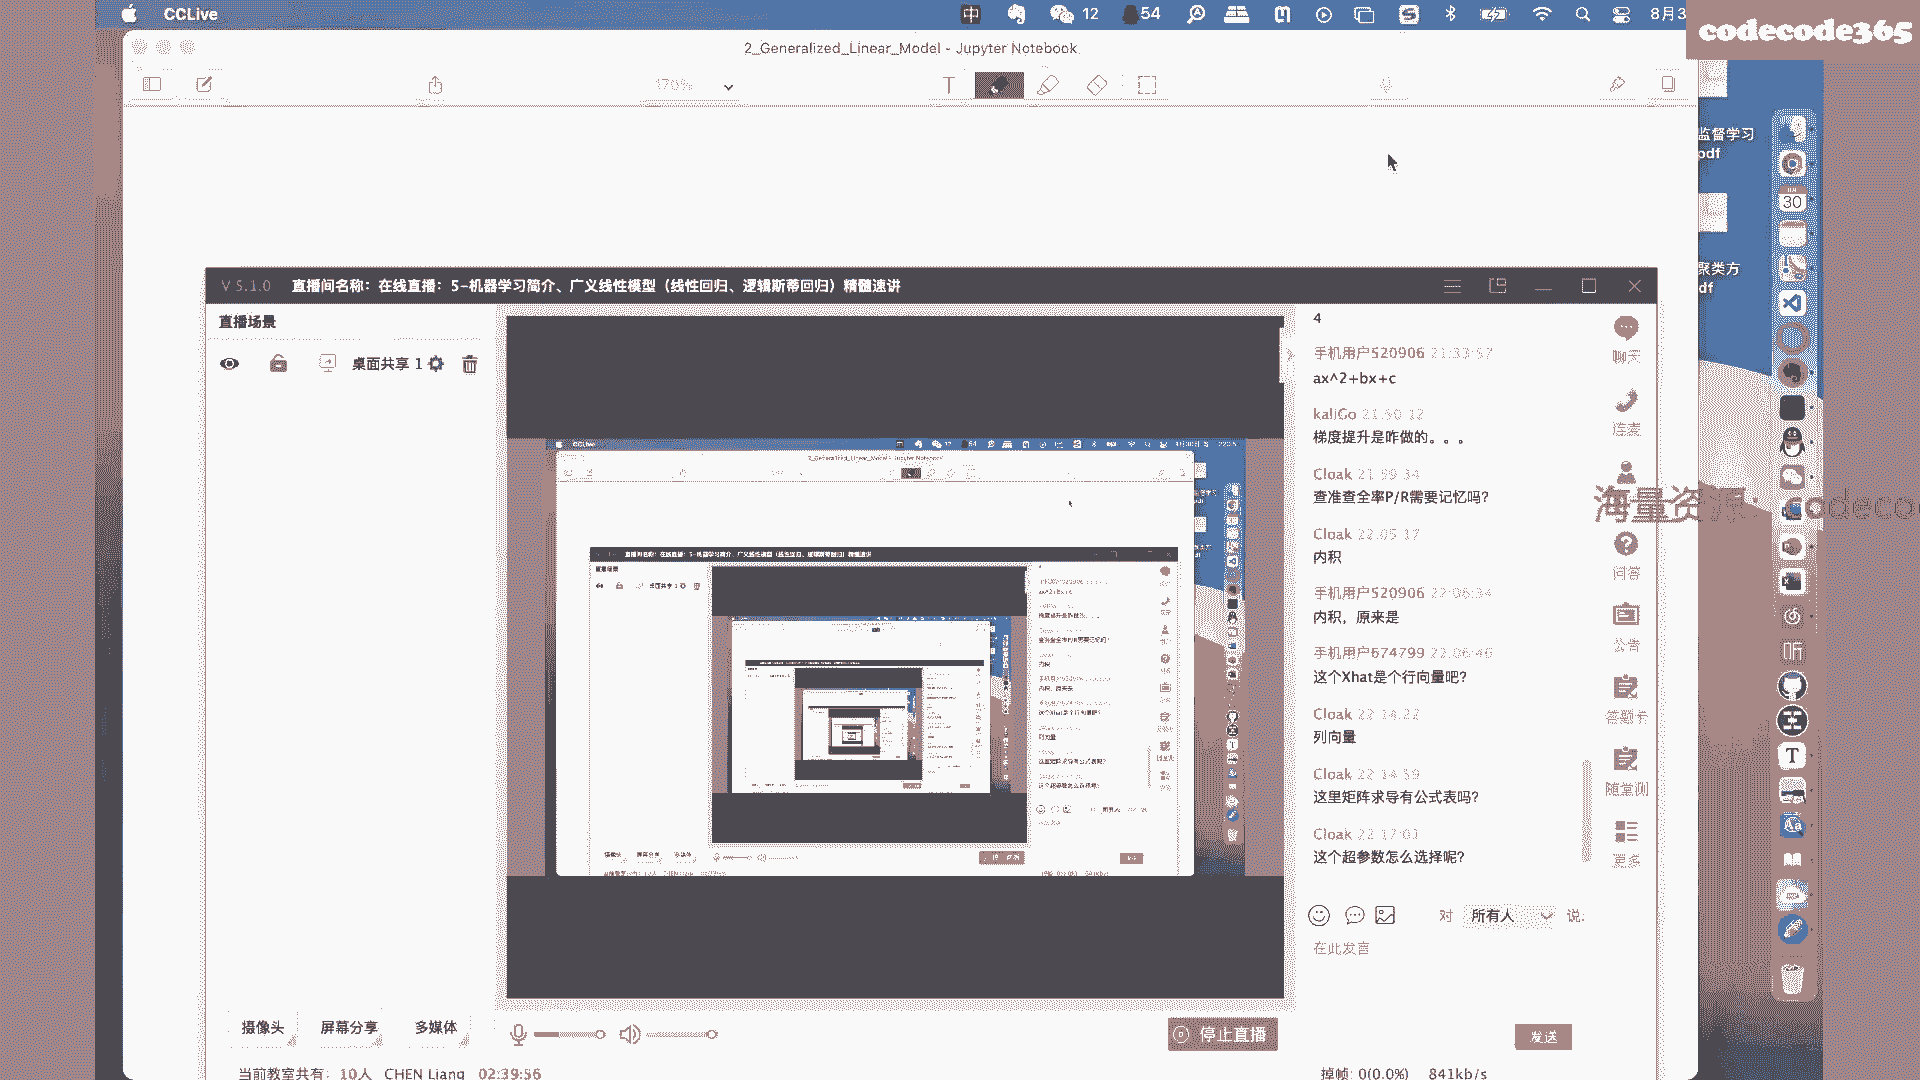 CCLive
中
12
54
8月3
codecode365
2_Generalized_Linear_Model - Jupyter Notebook
170%
T
监督学习
pdf
30
聚类方
df
V 5.1.0 直播间名称：在线直播：5-机器学习简介、广义线性模型（线性回归、逻辑斯蒂回归）精髓速讲
直播场景
桌面共享 1
4
手机用户520906 21:33:57
ax^2+bx+c
kaliGo 21:50:12
梯度提升是咋做的。。。
Cloak 21:59:34
查准查全率P/R需要记忆吗？
Cloak 22:05:17
内积
手机用户520906 22:06:34
内积，原来是
手机用户674799 22:06:46
这个Xhat是个行向量吧？
Cloak 22:14:22
列向量
Cloak 22:14:59
这里矩阵求导有公式表吗？
Cloak 22:17:01
这个超参数怎么选择呢？
聊天
连麦
问答
公告
答题卡
随堂测
更多
海量资源：codeco
对 所有人 说：
在此发言
发送
摄像头 屏幕分享 多媒体
停止直播
当前教室共有： 10人 CHEN Liang 02:39:56
掉帧: 0(0.0%) 841kb/s